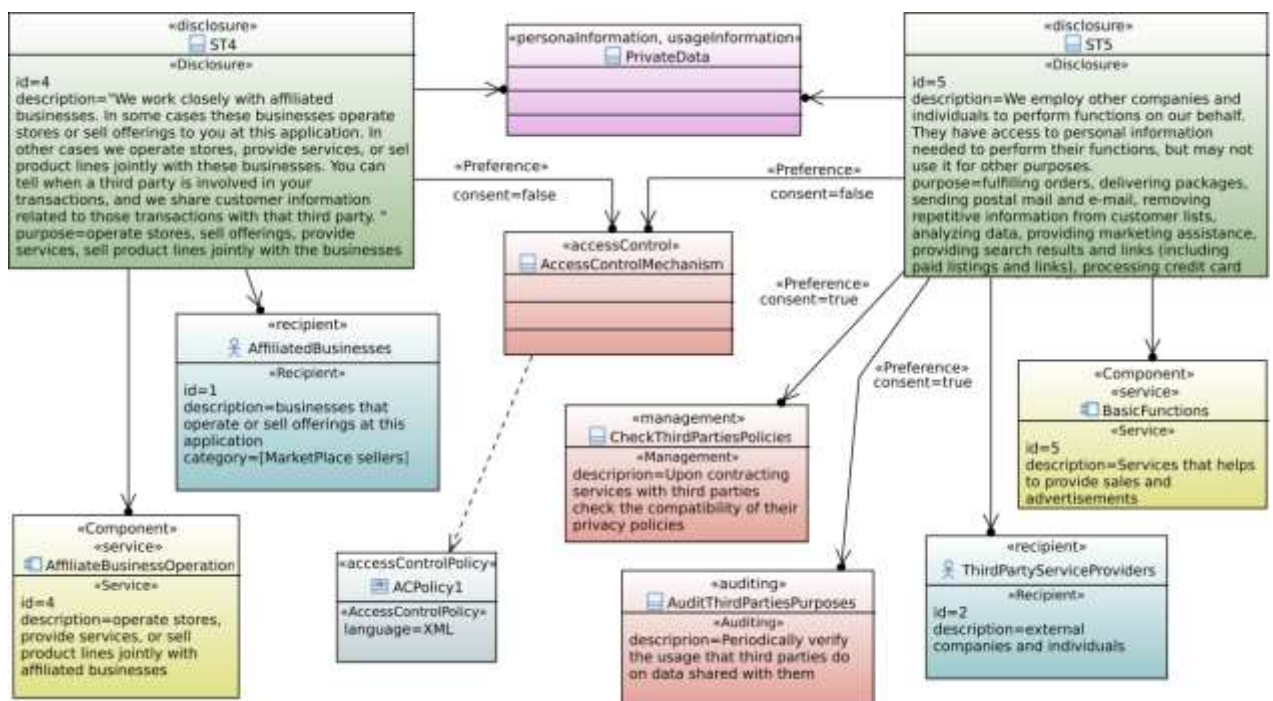 «disclosure»
ST4
«Disclosure»
id=4
description="We work closely with affiliated
businesses. In some cases these businesses operate
stores or sell offerings to you at this application. In
other cases we operate stores, provide services, or sel
product lines jointly with these businesses. You can
tell when a third party is involved in your
transactions, and we share customer information
related to those transactions with that third party. "
purpose=operate stores, sell offerings, provide
services, sell product lines jointly with the businesses
«personaInformation, usageInformation»
PrivateData
«disclosure»
ST5
«Disclosure»
id=5
description=We employ other companies and
individuals to perform functions on our behalf.
They have access to personal information
needed to perform their functions, but may not
use it for other purposes.
purpose=fulfilling orders, delivering packages,
sending postal mail and e-mail, removing
repetitive information from customer lists,
analyzing data, providing marketing assistance,
providing search results and links (including
paid listings and links), processing credit card
«Preference»
consent=false
«Preference»
consent=false
«accessControl»
AccessControlMechanism
«Preference»
consent=true
«Preference»
consent=true
«recipient»
AffiliatedBusinesses
«Recipient»
id=1
description=businesses that
operate or sell offerings at this
application
category=[MarketPlace sellers]
«Component»
«service»
BasicFunctions
«Service»
id=5
description=Services that helps
to provide sales and
advertisements
«management»
CheckThirdPartiesPolicies
«Management»
descriprion=Upon contracting
services with third parties
check the compatibility of their
privacy policies
«Component»
«service»
AffiliateBusinessOperation
«Service»
id=4
description=operate stores,
provide services, or sell
product lines jointly with
affiliated businesses
«accessControlPolicy»
ACPolicy1
«AccessControlPolicy»
language=XML
«auditing»
AuditThirdPartiesPurposes
«Auditing»
descriprion=Periodically verify
the usage that third parties do
on data shared with them
«recipient»
ThirdPartyServiceProviders
«Recipient»
id=2
description=external
companies and individuals